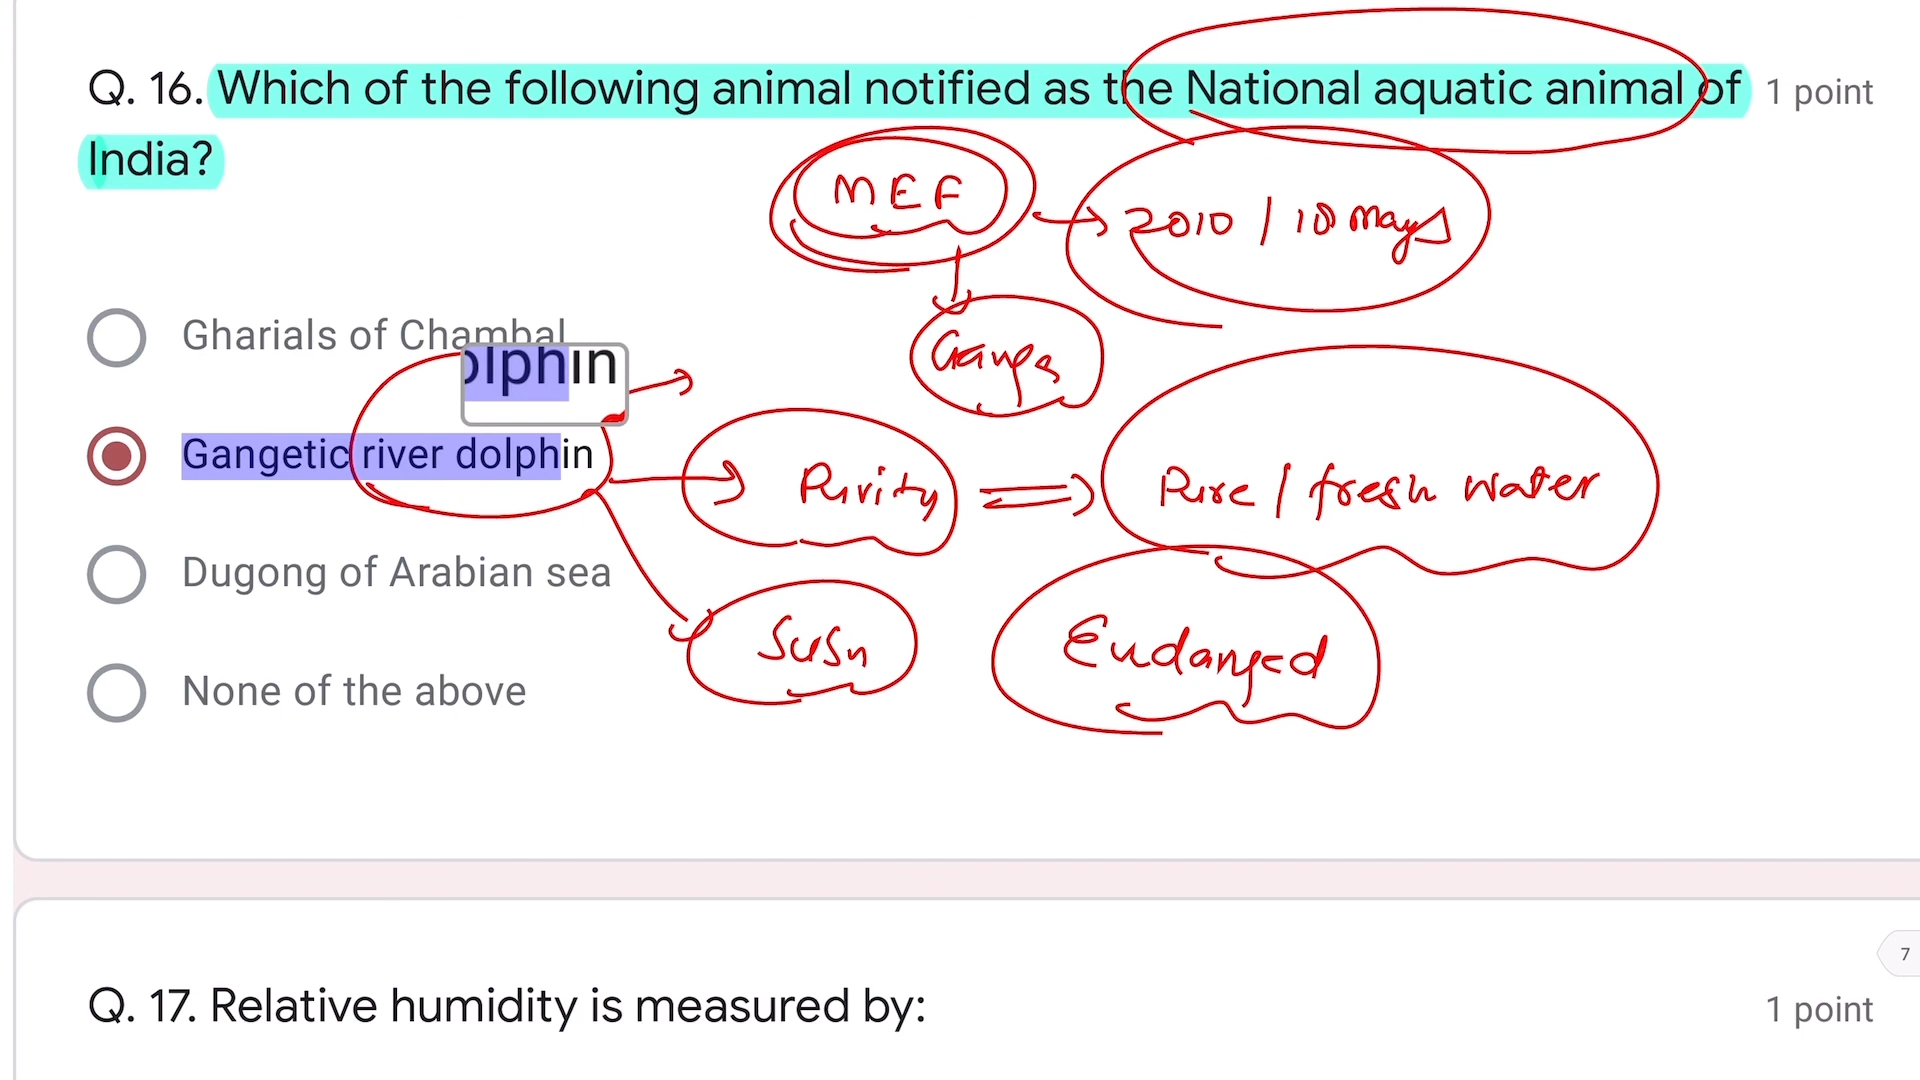 Q. 16. Which of the following animal notified as the National aquatic animal of 1 point
India?
MEF
2010 / 18 May
Ganga
Gharials of Chambal
olphin
Gangetic river dolphin
Purity
Pure / fresh water
Dugong of Arabian sea
SuSu
Endanged
None of the above
7
Q. 17. Relative humidity is measured by: 1 point